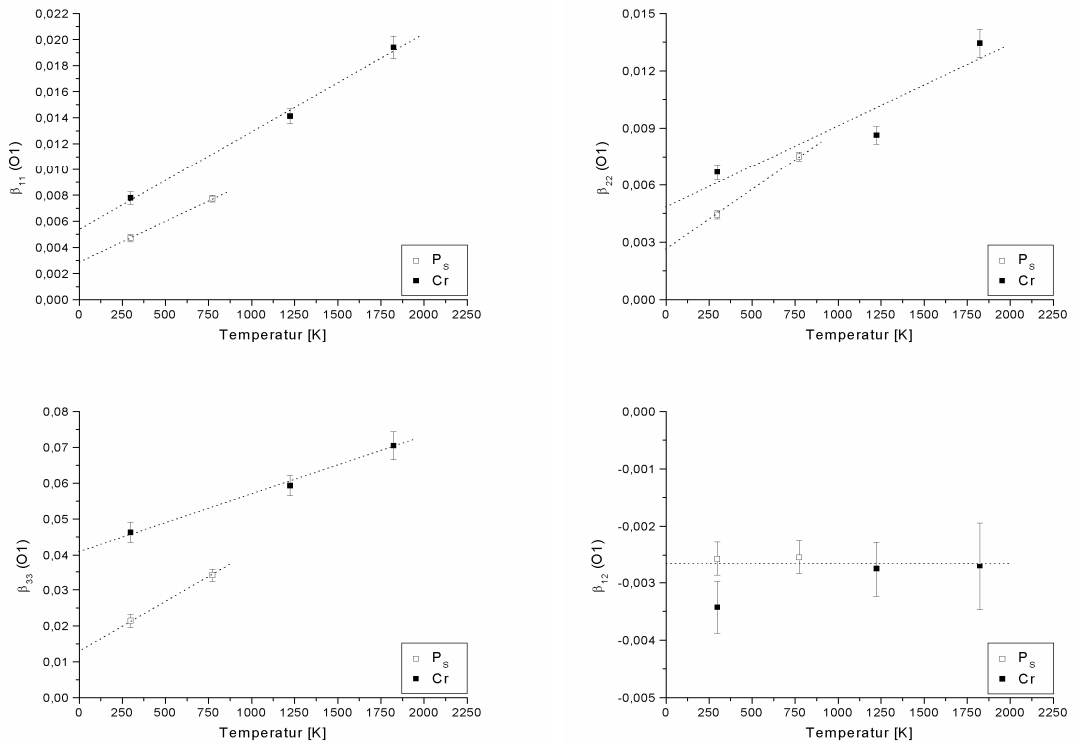 0,022
0,020
0,018
0,016
0,014
0,012
0,010
0,008
0,006
0,004
0,002
0,000
β11 (O1)
0 250 500 750 1000 1250 1500 1750 2000 2250
Temperatur [K]
Ps
Cr
0,015
0,012
0,009
0,006
0,003
0,000
β22 (O1)
0 250 500 750 1000 1250 1500 1750 2000 2250
Temperatur [K]
Ps
Cr
0,08
0,07
0,06
0,05
0,04
0,03
0,02
0,01
0,00
β33 (O1)
0 250 500 750 1000 1250 1500 1750 2000 2250
Temperatur [K]
Ps
Cr
0,000
-0,001
-0,002
-0,003
-0,004
-0,005
β12 (O1)
0 250 500 750 1000 1250 1500 1750 2000 2250
Temperatur [K]
Ps
Cr